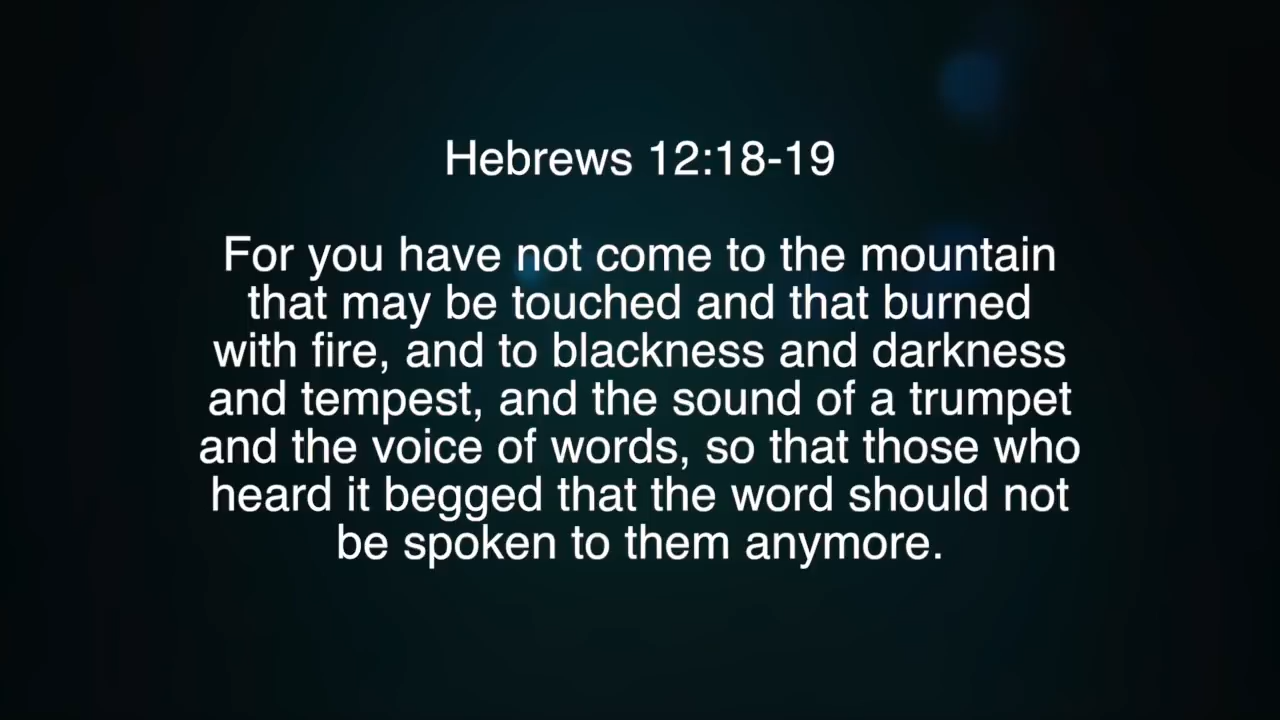 Hebrews 12:18-19
For you have not come to the mountain
that may be touched and that burned
with fire, and to blackness and darkness
and tempest, and the sound of a trumpet
and the voice of words, so that those who
heard it begged that the word should not
be spoken to them anymore.